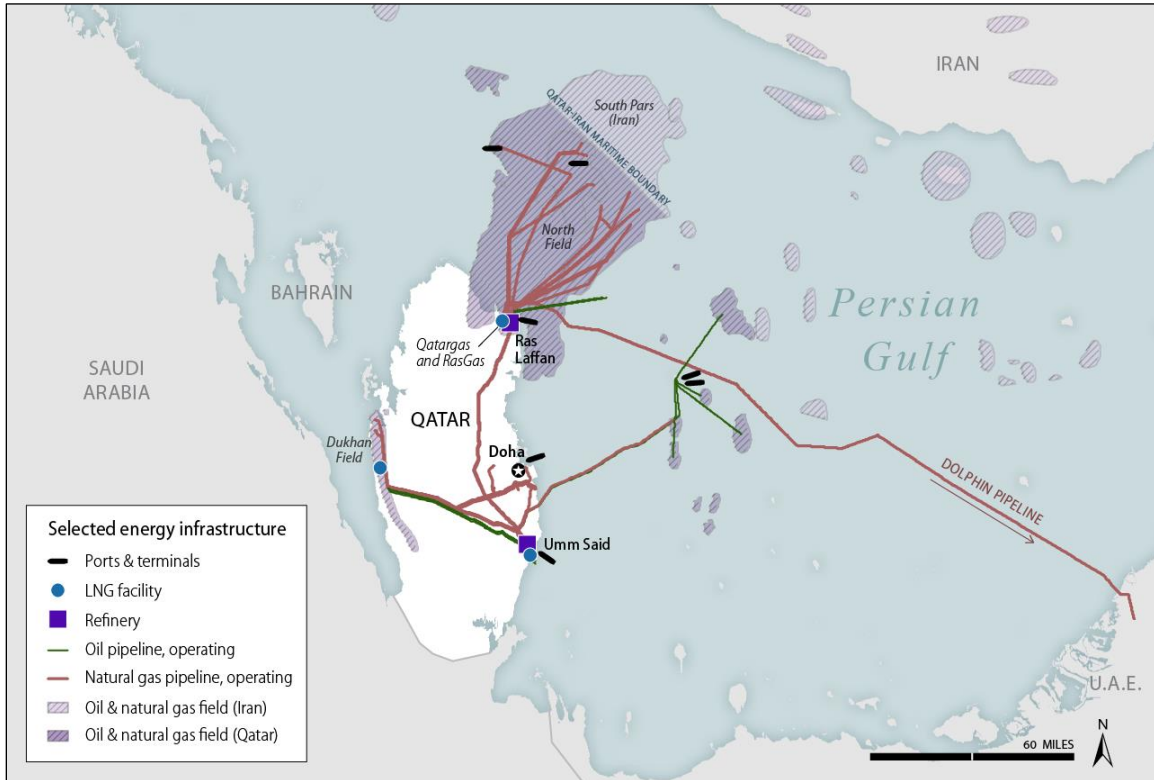 IRAN
South Pars
(Iran)
QATAR-IRAN MARITIME BOUNDARY
North
Field
BAHRAIN
Persian
Gulf
Qatargas
and RasGas
Ras
Laffan
SAUDI
ARABIA
QATAR
Dukhan
Field
Doha
DOLPHIN PIPELINE
Umm Said
U.A.E.
Selected energy infrastructure
Ports & terminals
LNG facility
Refinery
Oil pipeline, operating
Natural gas pipeline, operating
Oil & natural gas field (Iran)
Oil & natural gas field (Qatar)
N
60 MILES